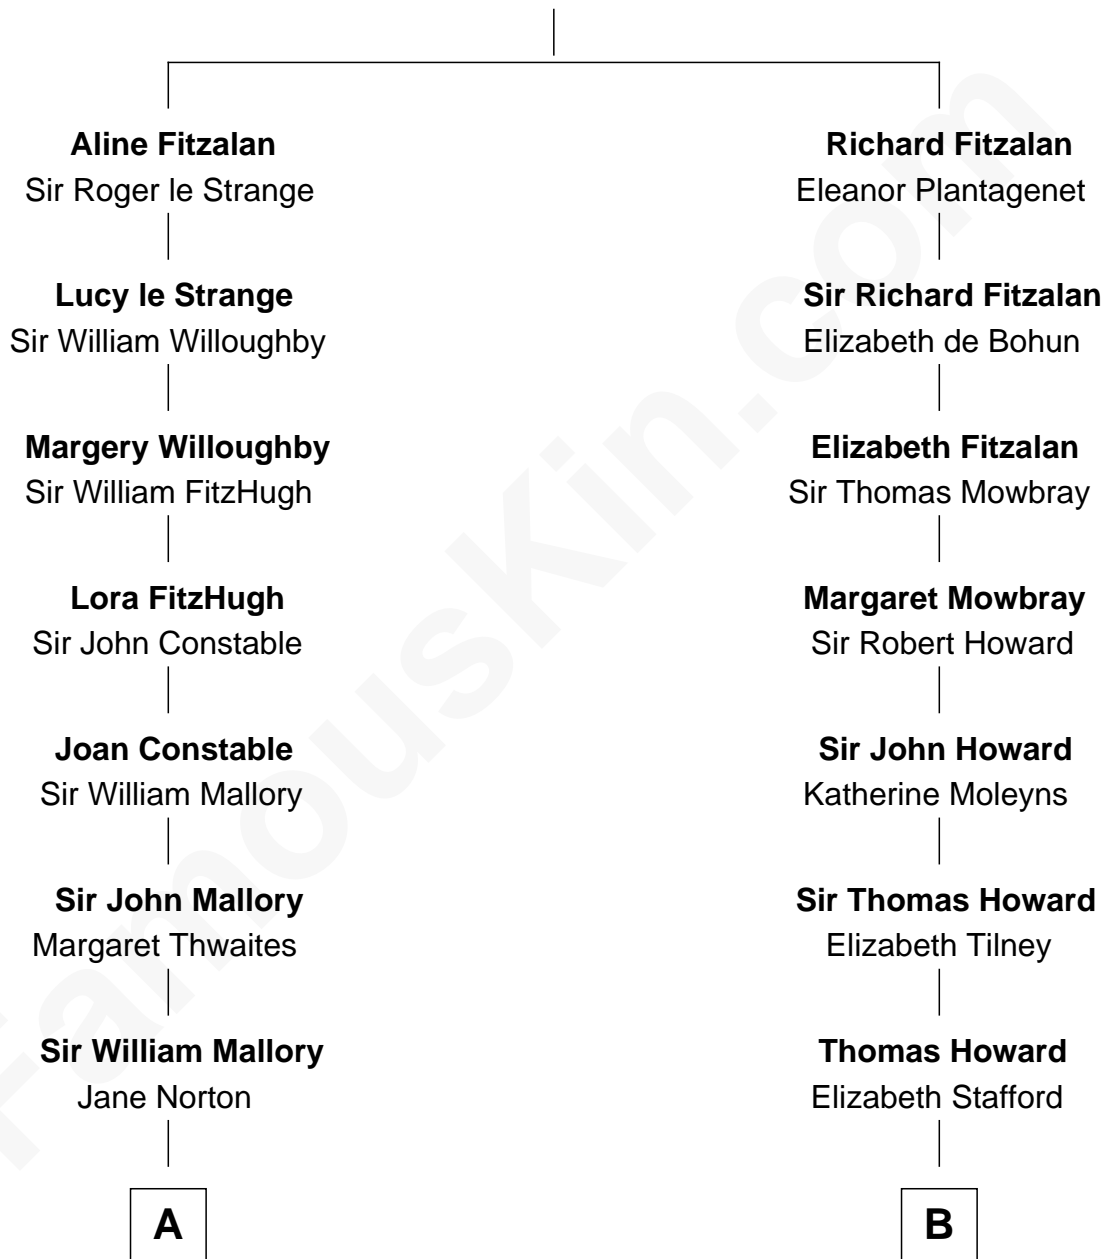 Aline Fitzalan
Sir Roger le Strange
Lucy le Strange
Sir William Willoughby
Margery Willoughby
Sir William FitzHugh
Lora FitzHugh
Sir John Constable
Joan Constable
Sir William Mallory
Sir John Mallory
Margaret Thwaites
Sir William Mallory
Jane Norton
A
Richard Fitzalan
Eleanor Plantagenet
Sir Richard Fitzalan
Elizabeth de Bohun
Elizabeth Fitzalan
Sir Thomas Mowbray
Margaret Mowbray
Sir Robert Howard
Sir John Howard
Katherine Moleyns
Sir Thomas Howard
Elizabeth Tilney
Thomas Howard
Elizabeth Stafford
B
FamousKin.com